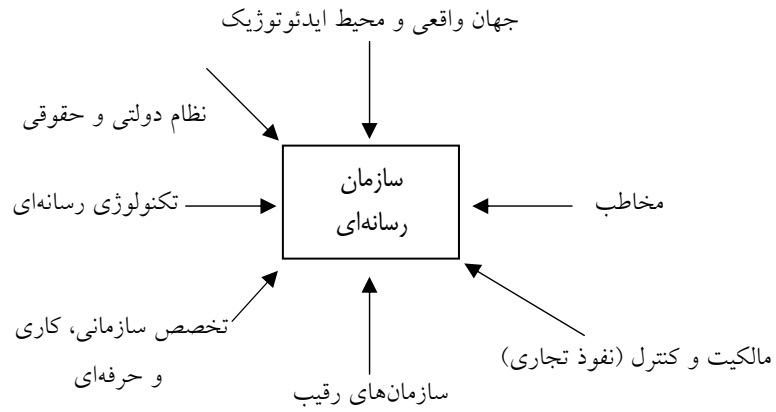 جهان واقعی و محیط ایدئوتوژیک
نظام دولتی و حقوقی
سازمان
رسانه‌ای
تکنولوژی رسانه‌ای
مخاطب
تخصص سازمانی، کاری
و حرفه‌ای
مالکیت و کنترل (نفوذ تجاری)
سازمان‌های رقیب